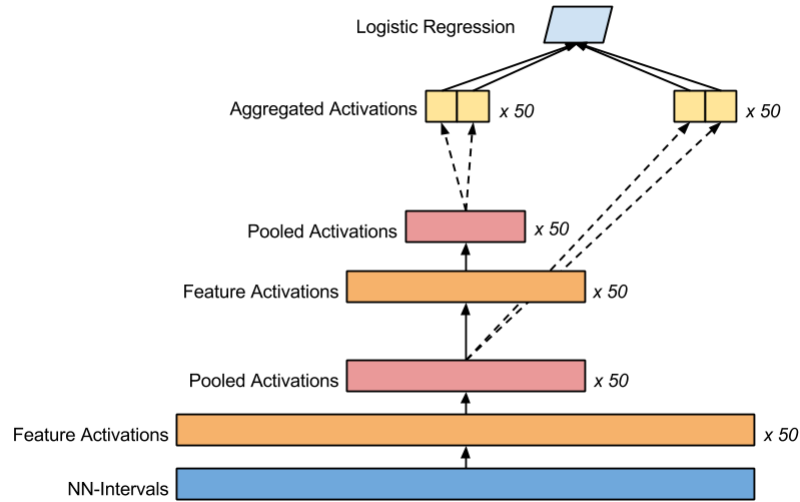 Logistic Regression
Aggregated Activations
x 50
x 50
Pooled Activations
x 50
Feature Activations
x 50
Pooled Activations
x 50
Feature Activations
x 50
NN-Intervals